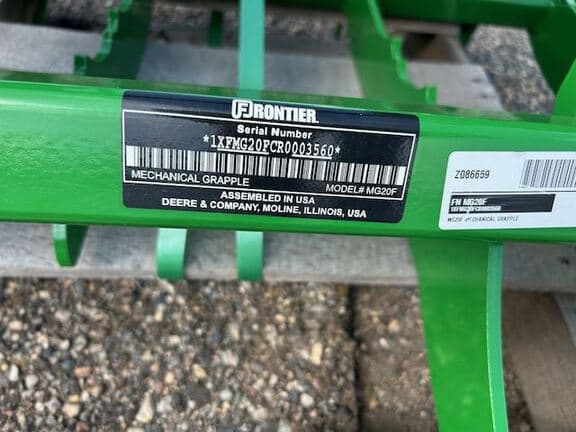 FRONTIER
Serial Number
*1XFMG20FCR0003560*
MECHANICAL GRAPPLE
MODEL# MG20F
ASSEMBLED IN USA
DEERE & COMPANY, MOLINE, ILLINOIS, USA
Z086659
FN MG20F
1XFMG20FCR0003560
MG20F MECHANICAL GRAPPLE